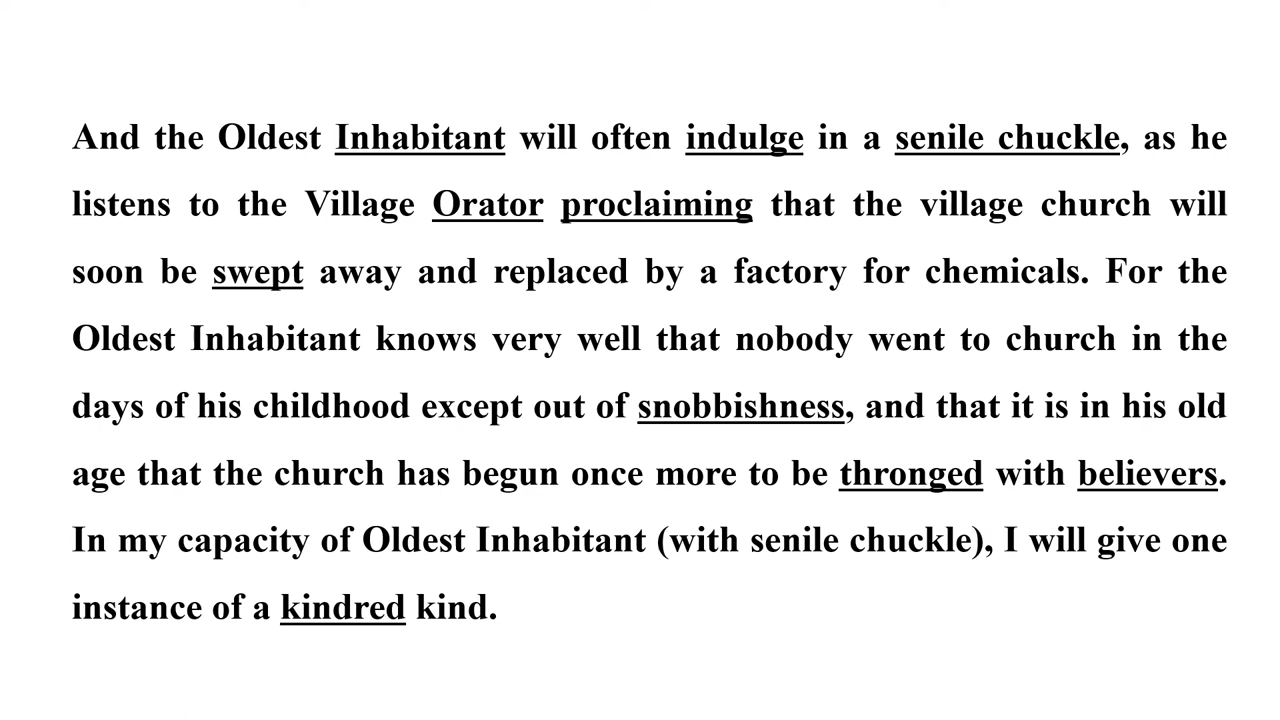 And the Oldest Inhabitant will often indulge in a senile chuckle, as he
listens to the Village Orator proclaiming that the village church will
soon be swept away and replaced by a factory for chemicals. For the
Oldest Inhabitant knows very well that nobody went to church in the
days of his childhood except out of snobbishness, and that it is in his old
age that the church has begun once more to be thronged with believers.
In my capacity of Oldest Inhabitant (with senile chuckle), I will give one
instance of a kindred kind.